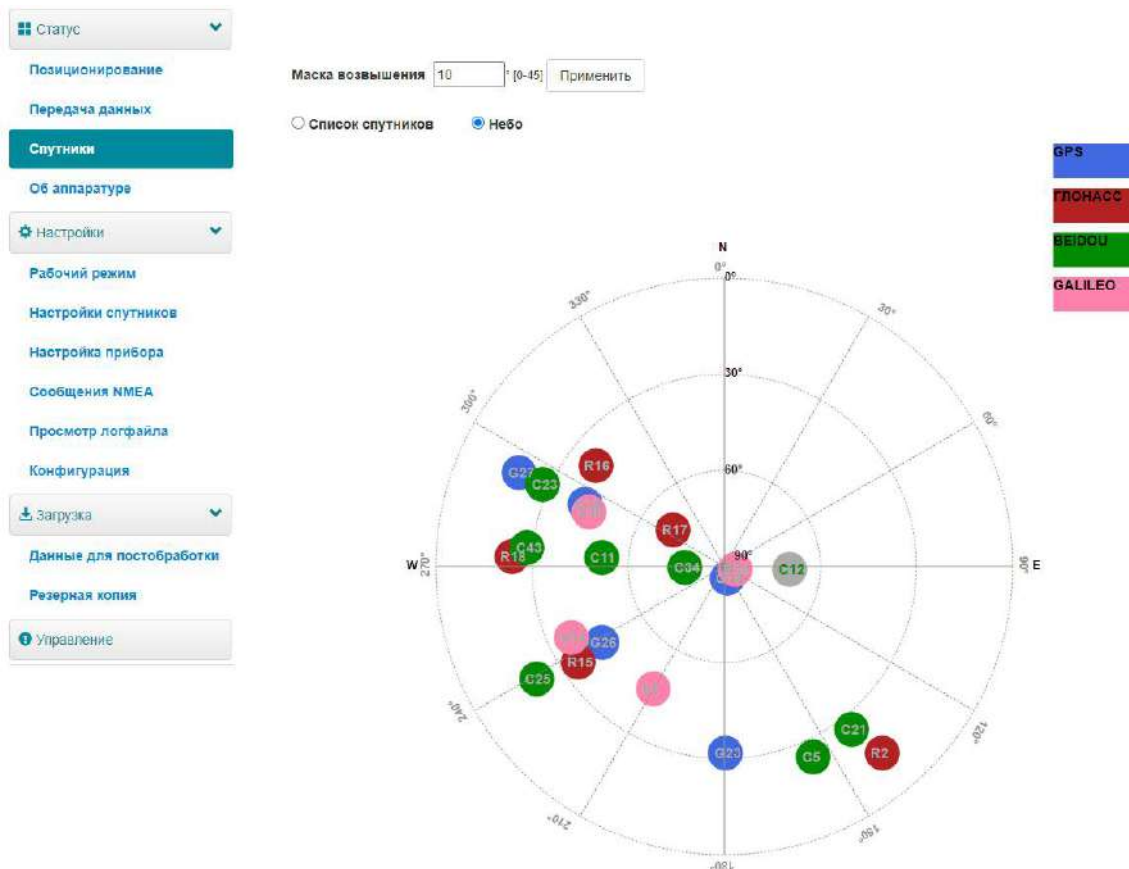 Статус
Позиционирование
Передача данных
Спутники
Об аппаратуре
Настройки
Рабочий режим
Настройки спутников
Настройка прибора
Сообщения NMEA
Просмотр логфайла
Конфигурация
Загрузка
Данные для постобработки
Резерная копия
Управление
Маска возвышения 10 ° [0-45] Применить
Список спутников Небо
GPS
ГЛОНАСС
BEIDOU
GALILEO
N
0°
0°
330° 30°
30°
300° 60°
60°
R16
G27 C23
R17
C43
R18 C11 C34 90° C12
W 270° 90° E
G26
R15
C25
240° 120°
C21
G23 C5 R2
210° 150°
180°